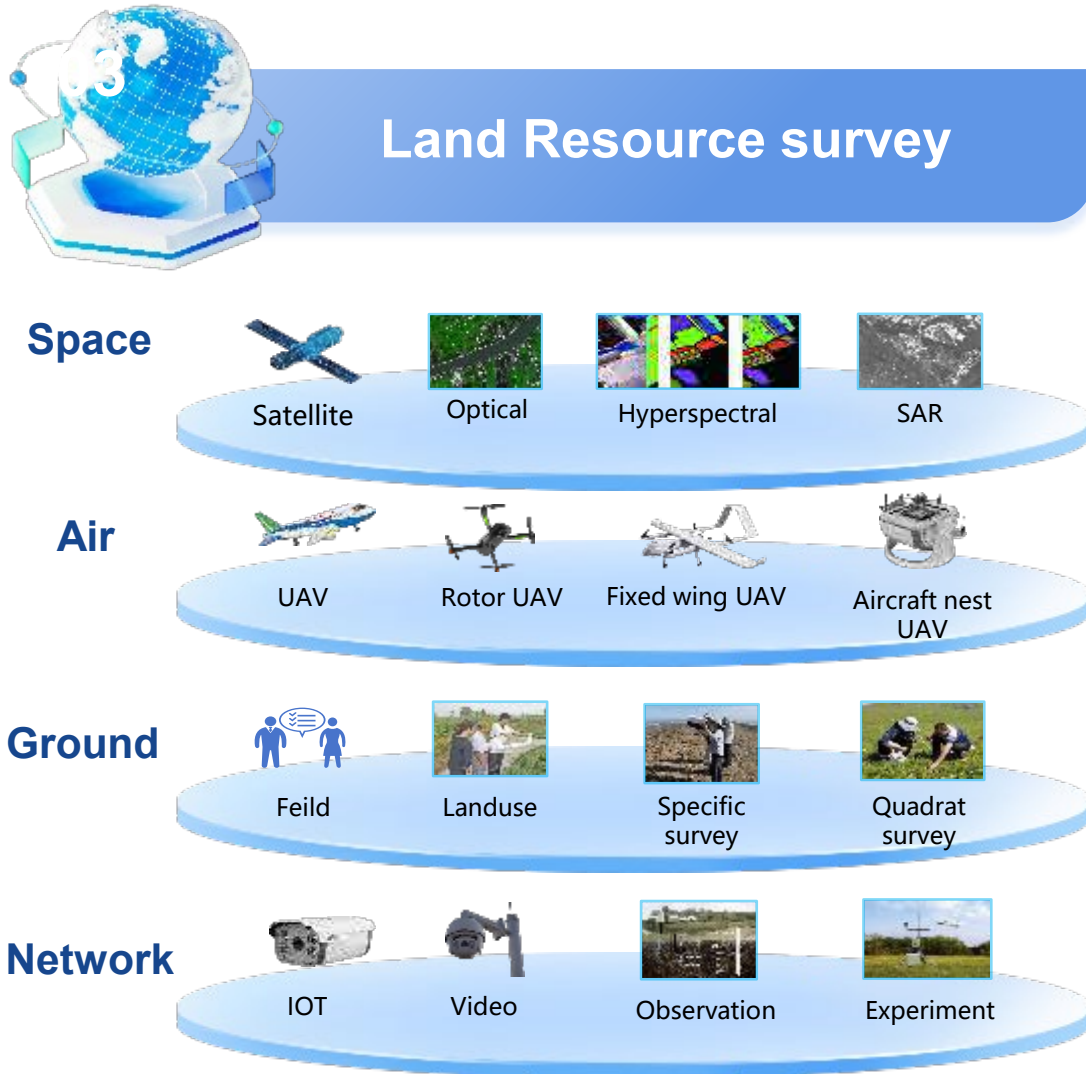 03
Land Resource survey
Space
Satellite
Optical
Hyperspectral
SAR
Air
UAV
Rotor UAV
Fixed wing UAV
Aircraft nest
UAV
Ground
Feild
Landuse
Specific
survey
Quadrat
survey
Network
IOT
Video
Observation
Experiment